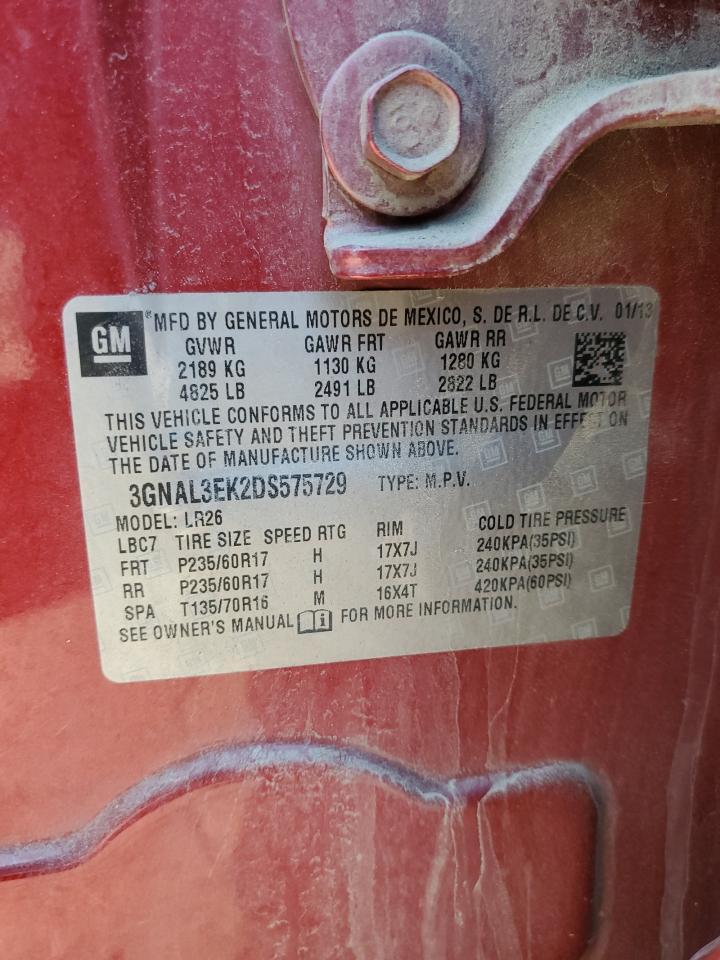 GM ®MFD BY GENERAL MOTORS DE MEXICO, S. DE R.L. DE C.V. 01/13
GVWR GAWR FRT GAWR RR
2189 KG 1130 KG 1280 KG
4825 LB 2491 LB 2822 LB
THIS VEHICLE CONFORMS TO ALL APPLICABLE U.S. FEDERAL MOTOR
VEHICLE SAFETY AND THEFT PREVENTION STANDARDS IN EFFECT ON
THE DATE OF MANUFACTURE SHOWN ABOVE.
3GNAL3EK2DS575729 TYPE: M.P.V.
MODEL: LR26
LBC7 TIRE SIZE SPEED RTG RIM COLD TIRE PRESSURE
FRT P235/60R17 H 17X7J 240KPA(35PSI)
RR P235/60R17 H 17X7J 240KPA(35PSI)
SPA T135/70R16 M 16X4T 420KPA(60PSI)
SEE OWNER'S MANUAL FOR MORE INFORMATION.